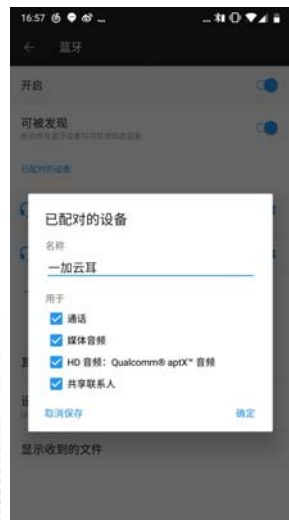 16:57
...
蓝牙
开启
可被发现
已配对的设备
已配对的设备
名称
一加云耳
用于
通话
媒体音频
HD 音频：Qualcomm® aptX™ 音频
共享联系人
取消保存
确定
显示收到的文件